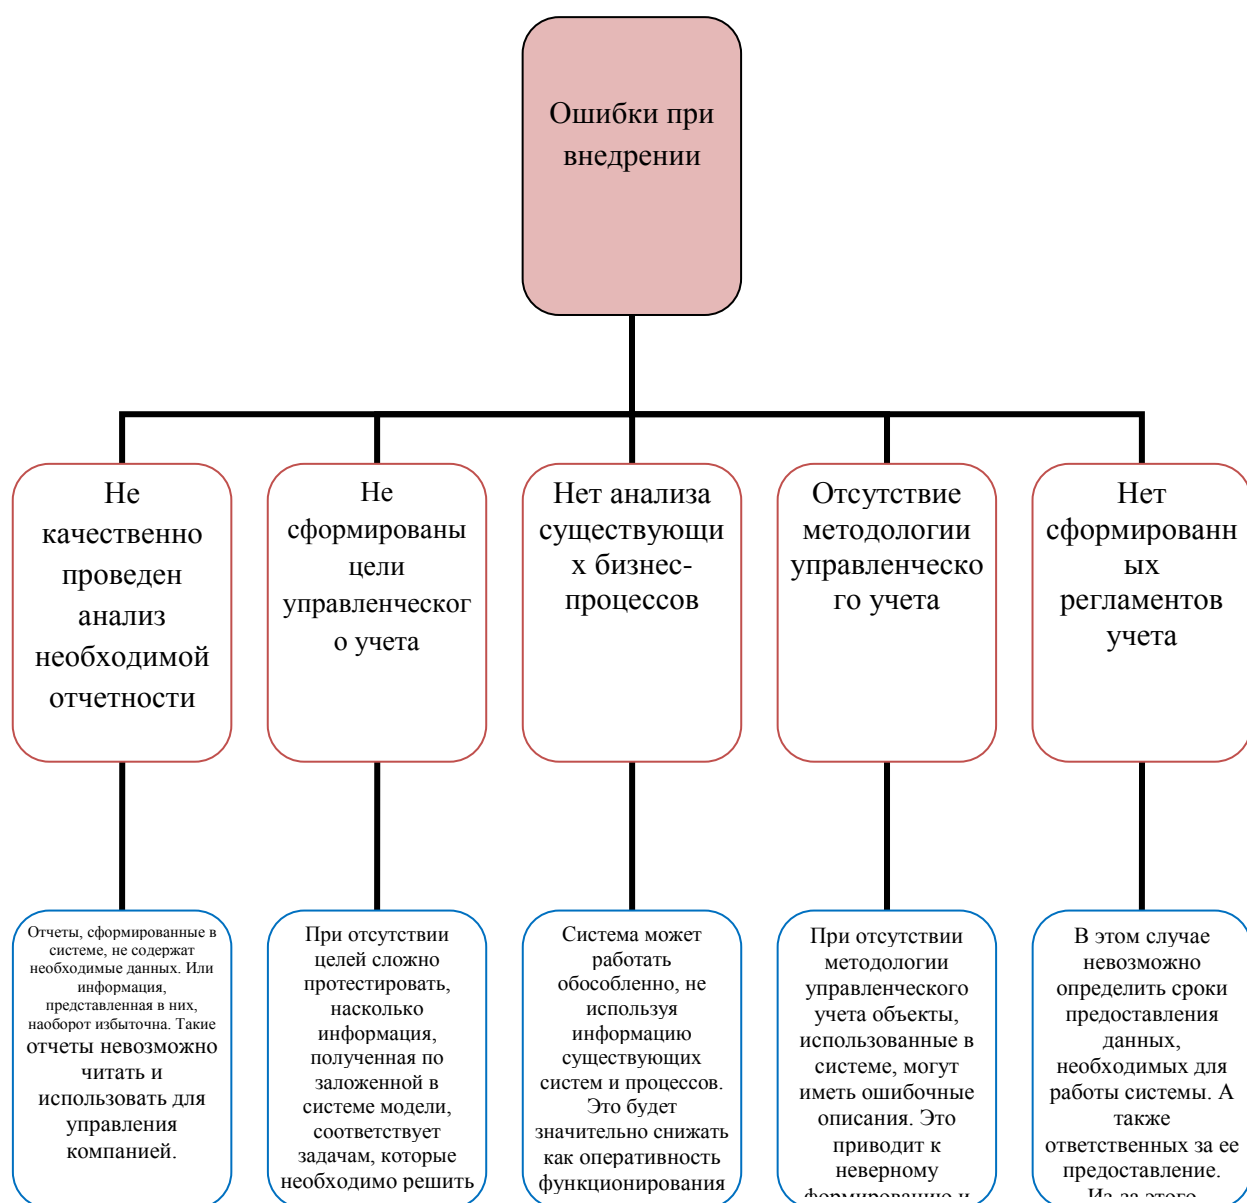 Ошибки при
внедрении
Не
качественно
проведен
анализ
необходимой
отчетности
Не
сформированы
цели
управленческог
о учета
Нет анализа
существующи
х бизнес-
процессов
Отсутствие
методологии
управленческо
го учета
Нет
сформированн
ых
регламентов
учета
Отчеты, сформированные в
системе, не содержат
необходимые данных. Или
информация,
представленная в них,
наоборот избыточна. Такие
отчеты невозможно
читать и
использовать для
управления
компанией.
При отсутствии
целей сложно
протестировать,
насколько
информация,
полученная по
заложенной в
системе модели,
соответствует
задачам, которые
необходимо решить
Система может
работать
обособленно, не
используя
информацию
существующих
систем и процессов.
Это будет
значительно снижать
как оперативность
функционирования
При отсутствии
методологии
управленческого
учета объекты,
использованные в
системе, могут
иметь ошибочные
описания. Это
приводит к
неверному
формированию и
В этом случае
невозможно
определить сроки
предоставления
данных,
необходимых для
работы системы. А
также
ответственных за ее
предоставление.
Из-за этого